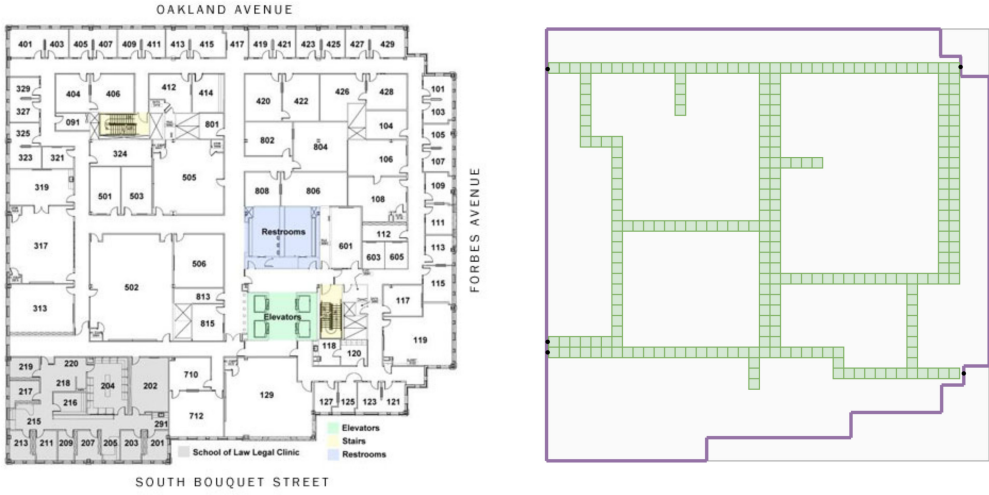 OAKLAND AVENUE
401 403 405 407 409 411 413 415 417 419 421 423 425 427 429
329 404 406 412 414 420 422 426 428 101
327 103
091 801 104
325 802 804 105
323 321 324 106 107
319 501 503 505 808 806 108 109
317 Restrooms 111
112
601 603 605 113
502 506 115
313 813 117
815 Elevators
118 120 119
219 220 204 202 710 129
217 218
216
215 291 712 127 125 123 121
213 211 209 207 205 203 201
Elevators
Stairs
Restrooms
School of Law Legal Clinic
FORBES AVENUE
SOUTH BOUQUET STREET